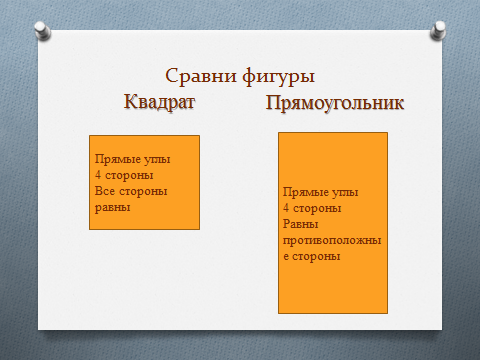 Сравни фигуры
Квадрат
Прямоугольник
Прямые углы
4 стороны
Все стороны
равны
Прямые углы
4 стороны
Равны
противоположны
е стороны